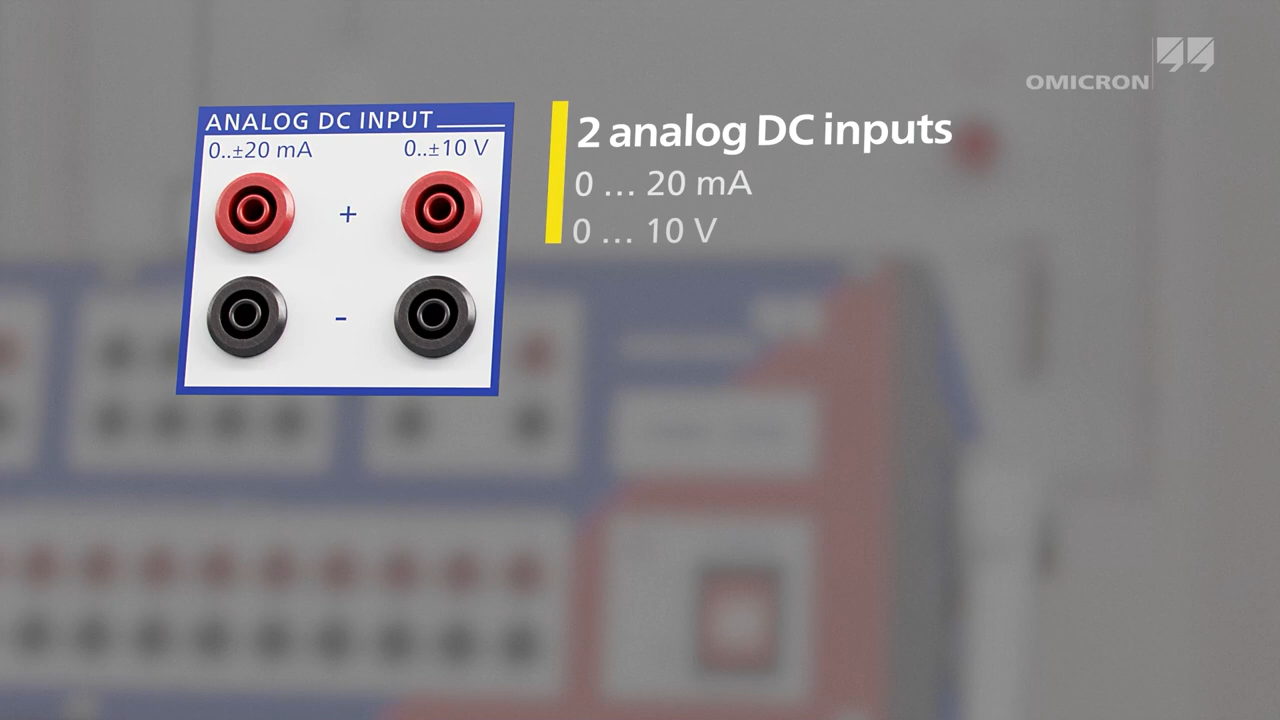 OMICRON
ANALOG DC INPUT
0..±20 mA 0..±10 V
+
-
2 analog DC inputs
0 ... 20 mA
0 ... 10 V